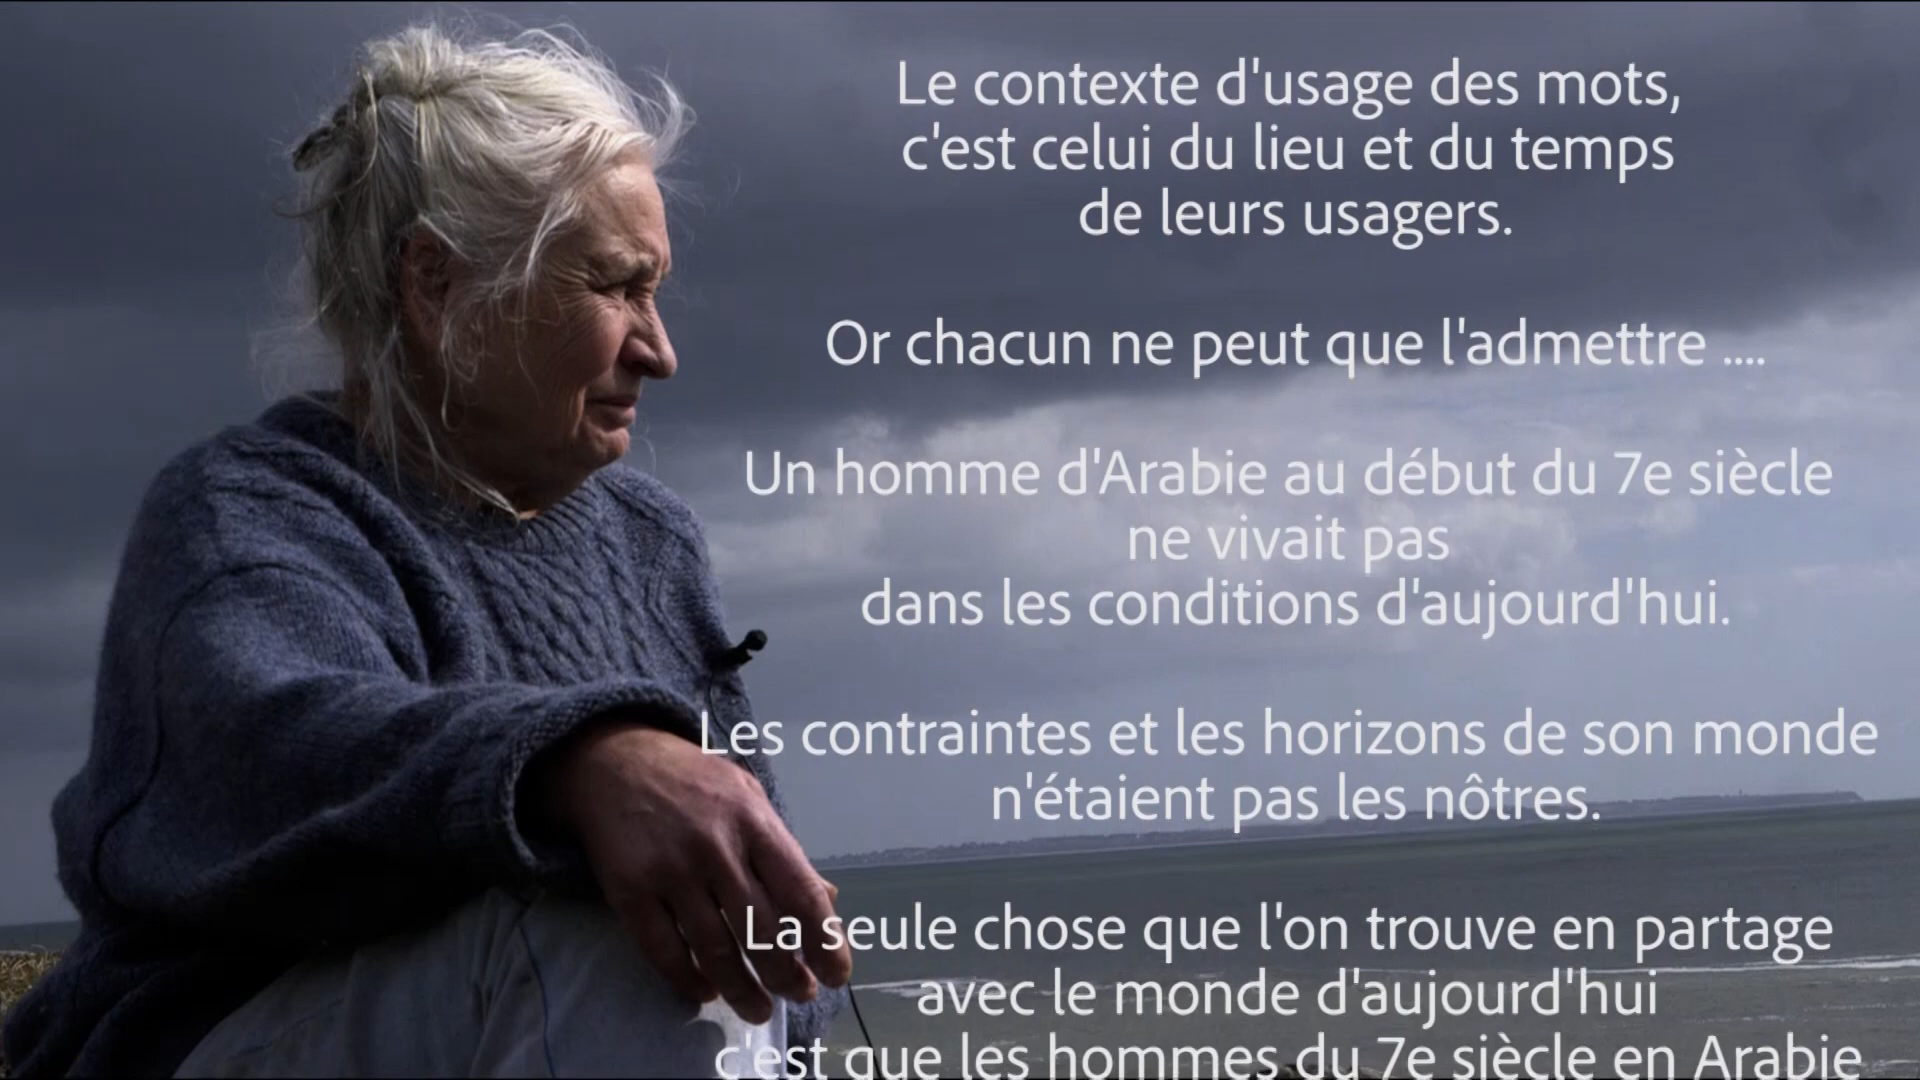 Le contexte d'usage des mots,
c'est celui du lieu et du temps
de leurs usagers.
Or chacun ne peut que l'admettre ....
Un homme d'Arabie au début du 7e siècle
ne vivait pas
dans les conditions d'aujourd'hui.
Les contraintes et les horizons de son monde
n'étaient pas les nôtres.
La seule chose que l'on trouve en partage
avec le monde d'aujourd'hui
c'est que les hommes du 7e siècle en Arabie